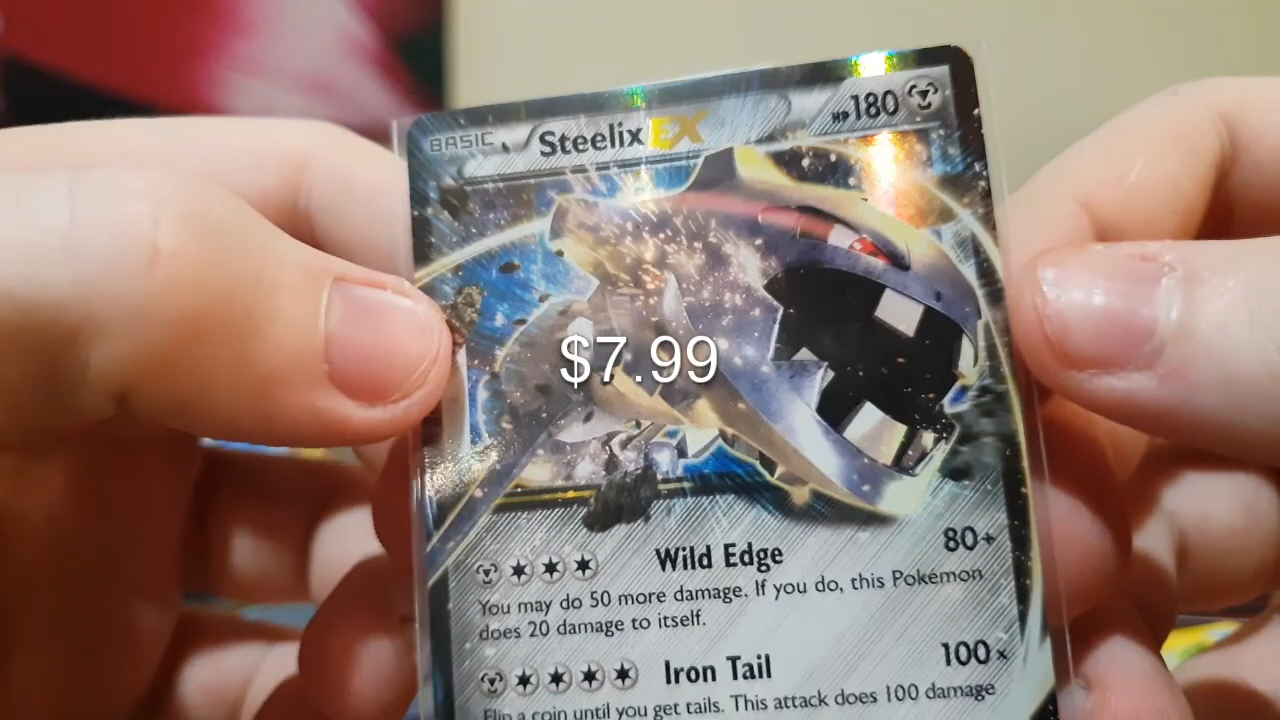 BASIC Steelix EX HP180
$7.99
Wild Edge 80+
You may do 50 more damage. If you do, this Pokémon
does 20 damage to itself.
Iron Tail 100×
Flip a coin until you get tails. This attack does 100 damage